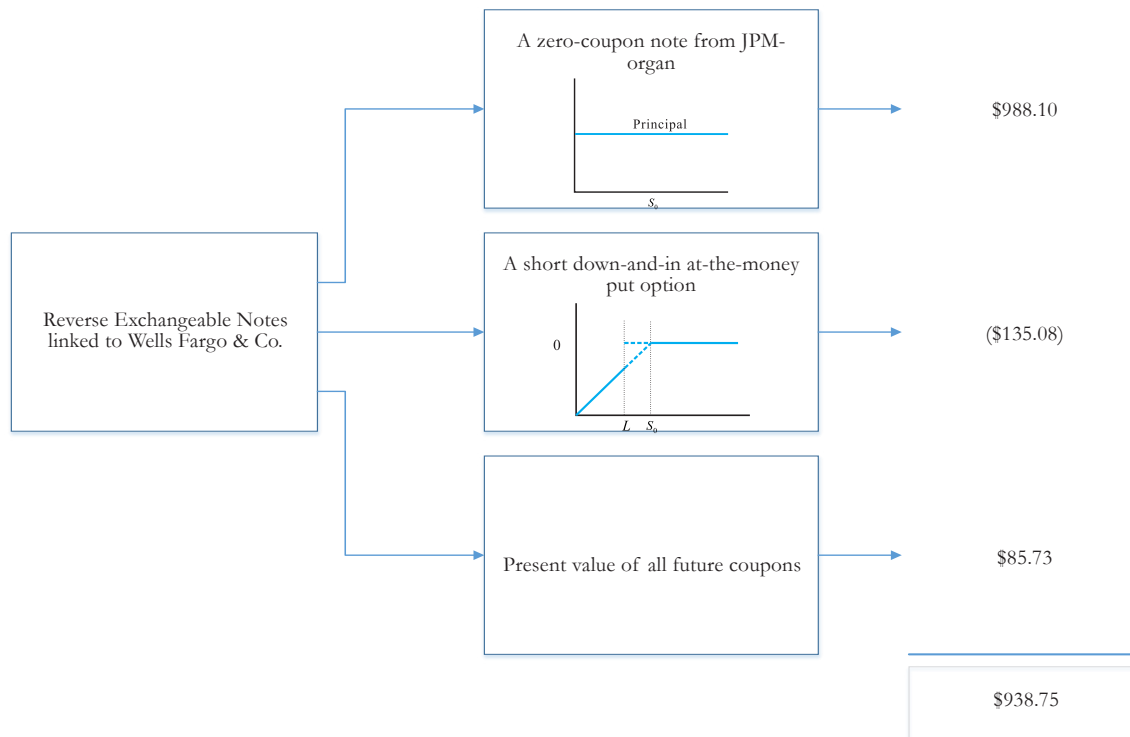 A zero-coupon note from JPM-
organ
Principal
S₀
$988.10
Reverse Exchangeable Notes
linked to Wells Fargo & Co.
A short down-and-in at-the-money
put option
0
L S₀
($135.08)
Present value of all future coupons
$85.73
$938.75